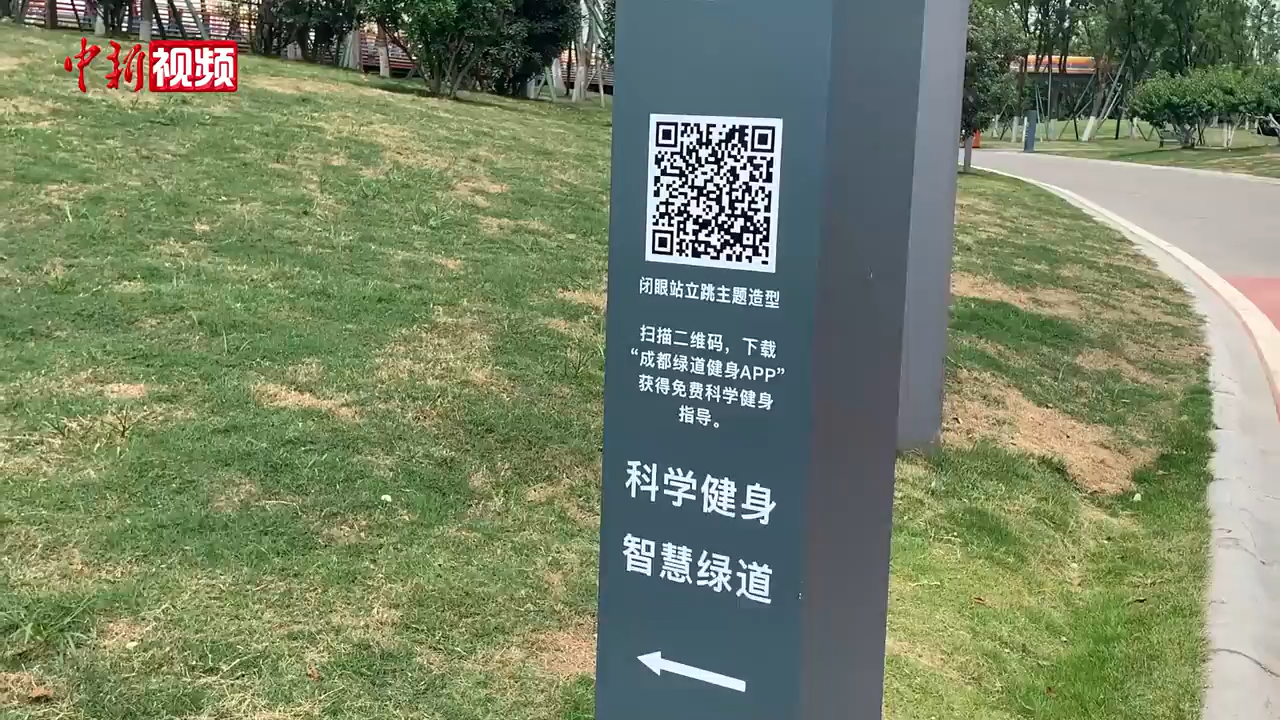 中新视频
闭眼站立跳主题造型
扫描二维码，下载
“成都绿道健身APP”
获得免费科学健身
指导。
科学健身
智慧绿道